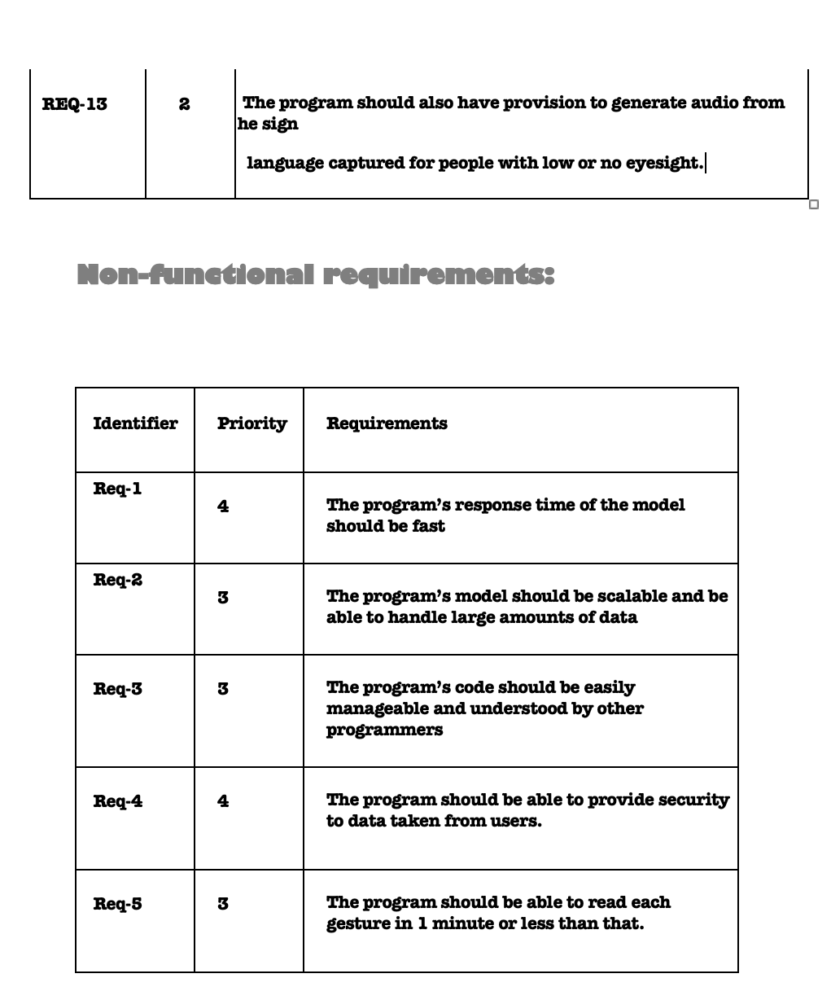 REQ-13 2 The program should also have provision to generate audio from
he sign
language captured for people with low or no eyesight.
Non-functional requirements:
Identifier Priority Requirements
Req-1 4 The program’s response time of the model
should be fast
Req-2 3 The program’s model should be scalable and be
able to handle large amounts of data
Req-3 3 The program’s code should be easily
manageable and understood by other
programmers
Req-4 4 The program should be able to provide security
to data taken from users.
Req-5 3 The program should be able to read each
gesture in 1 minute or less than that.